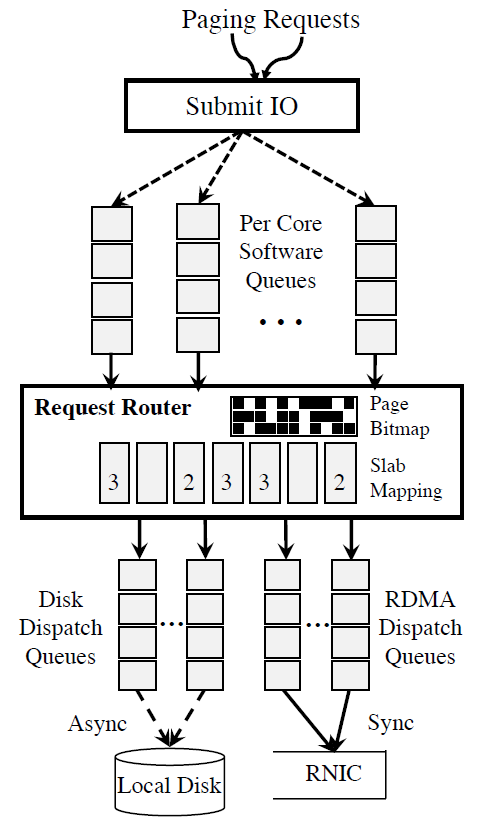 Paging Requests
Submit IO
Per Core
Software
Queues
. . .
Request Router
Page
Bitmap
3
2
3
3
2
Slab
Mapping
Disk
Dispatch
Queues
...
...
RDMA
Dispatch
Queues
Async
Sync
Local Disk
RNIC